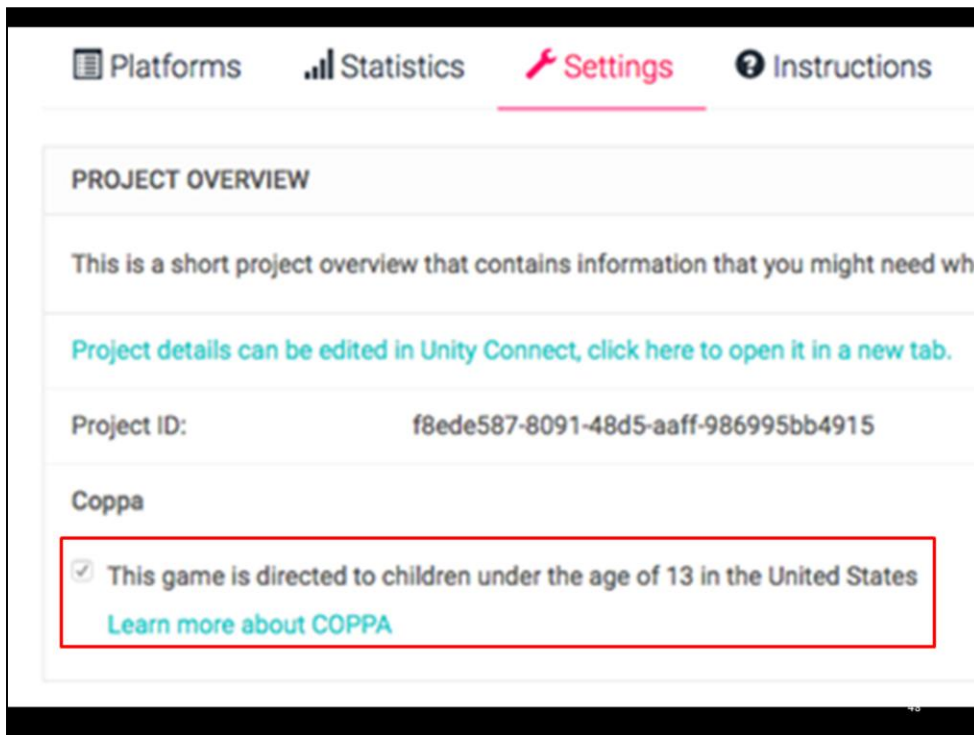 Platforms Statistics Settings Instructions
PROJECT OVERVIEW
This is a short project overview that contains information that you might need wh
Project details can be edited in Unity Connect, click here to open it in a new tab.
Project ID: f8ede587-8091-48d5-aaff-986995bb4915
Coppa
This game is directed to children under the age of 13 in the United States
Learn more about COPPA